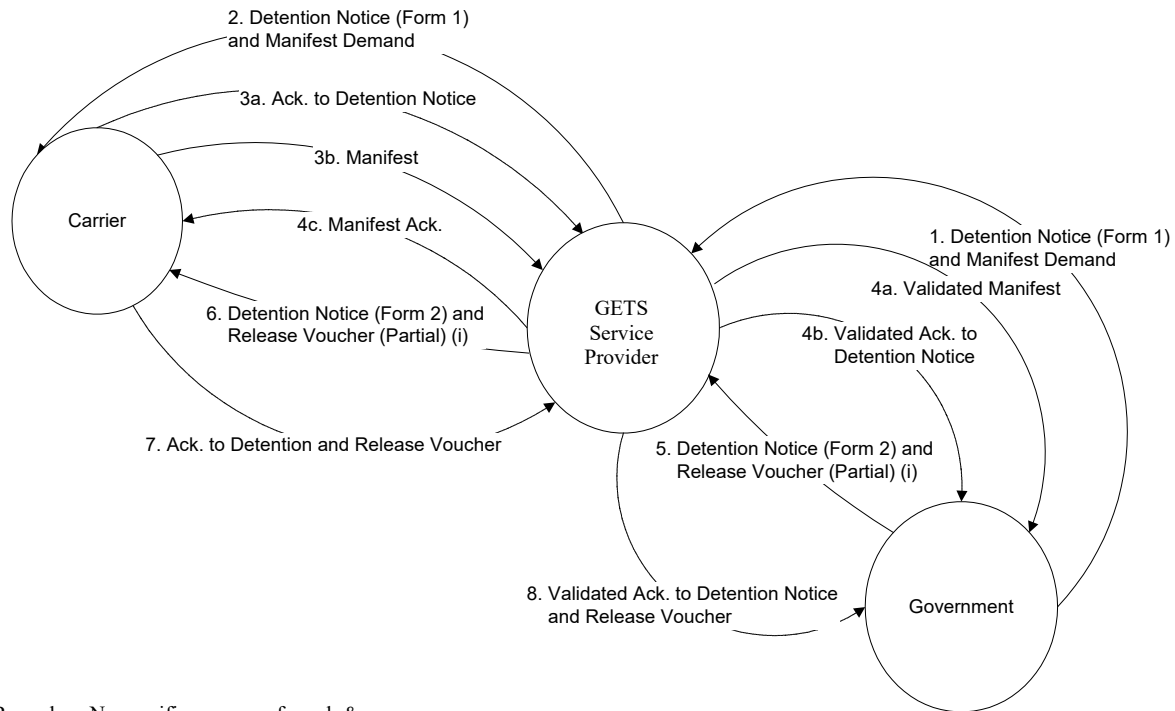 2. Detention Notice (Form 1)
and Manifest Demand
3a. Ack. to Detention Notice
3b. Manifest
Carrier
4c. Manifest Ack.
1. Detention Notice (Form 1)
and Manifest Demand
4a. Validated Manifest
6. Detention Notice (Form 2) and
Release Voucher (Partial) (i)
GETS
Service
Provider
4b. Validated Ack. to
Detention Notice
7. Ack. to Detention and Release Voucher
5. Detention Notice (Form 2) and
Release Voucher (Partial) (i)
8. Validated Ack. to Detention Notice
and Release Voucher
Government